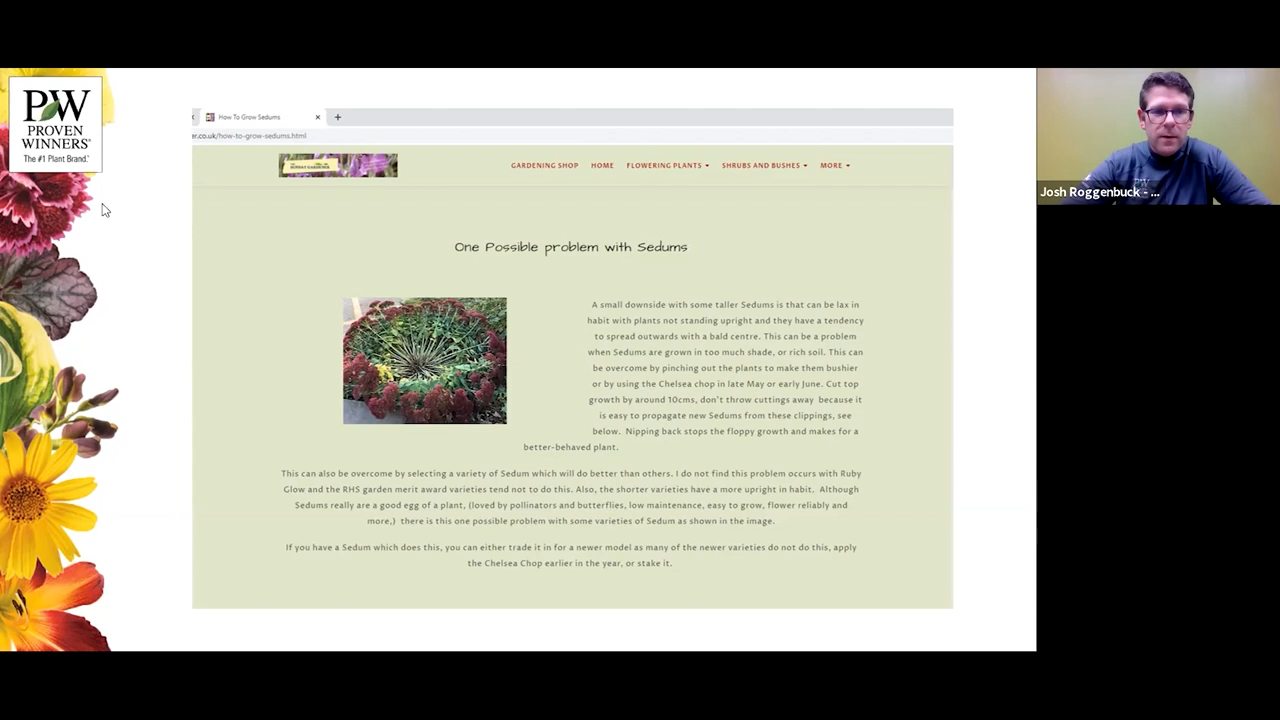 PW
PROVEN
WINNERS®
The #1 Plant Brand.
How To Grow Sedums
er.co.uk/how-to-grow-sedums.html
GARDENING SHOP HOME FLOWERING PLANTS SHRUBS AND BUSHES MORE
One Possible problem with Sedums
A small downside with some taller Sedums is that can be lax in
habit with plants not standing upright and they have a tendency
to spread outwards with a bald centre. This can be a problem
when Sedums are grown in too much shade, or rich soil. This can
be overcome by pinching out the plants to make them bushier
or by using the Chelsea chop in late May or early June. Cut top
growth by around 10cms, don't throw cuttings away because it
is easy to propagate new Sedums from these clippings, see
below. Nipping back stops the floppy growth and makes for a
better-behaved plant.
This can also be overcome by selecting a variety of Sedum which will do better than others. I do not find this problem occurs with Ruby
Glow and the RHS garden merit award varieties tend not to do this. Also, the shorter varieties have a more upright in habit. Although
Sedums really are a good egg of a plant, (loved by pollinators and butterflies, low maintenance, easy to grow, flower reliably and
more,) there is this one possible problem with some varieties of Sedum as shown in the image.
If you have a Sedum which does this, you can either trade it in for a newer model as many of the newer varieties do not do this, apply
the Chelsea Chop earlier in the year, or stake it.
PW
Josh Roggenbuck - ...